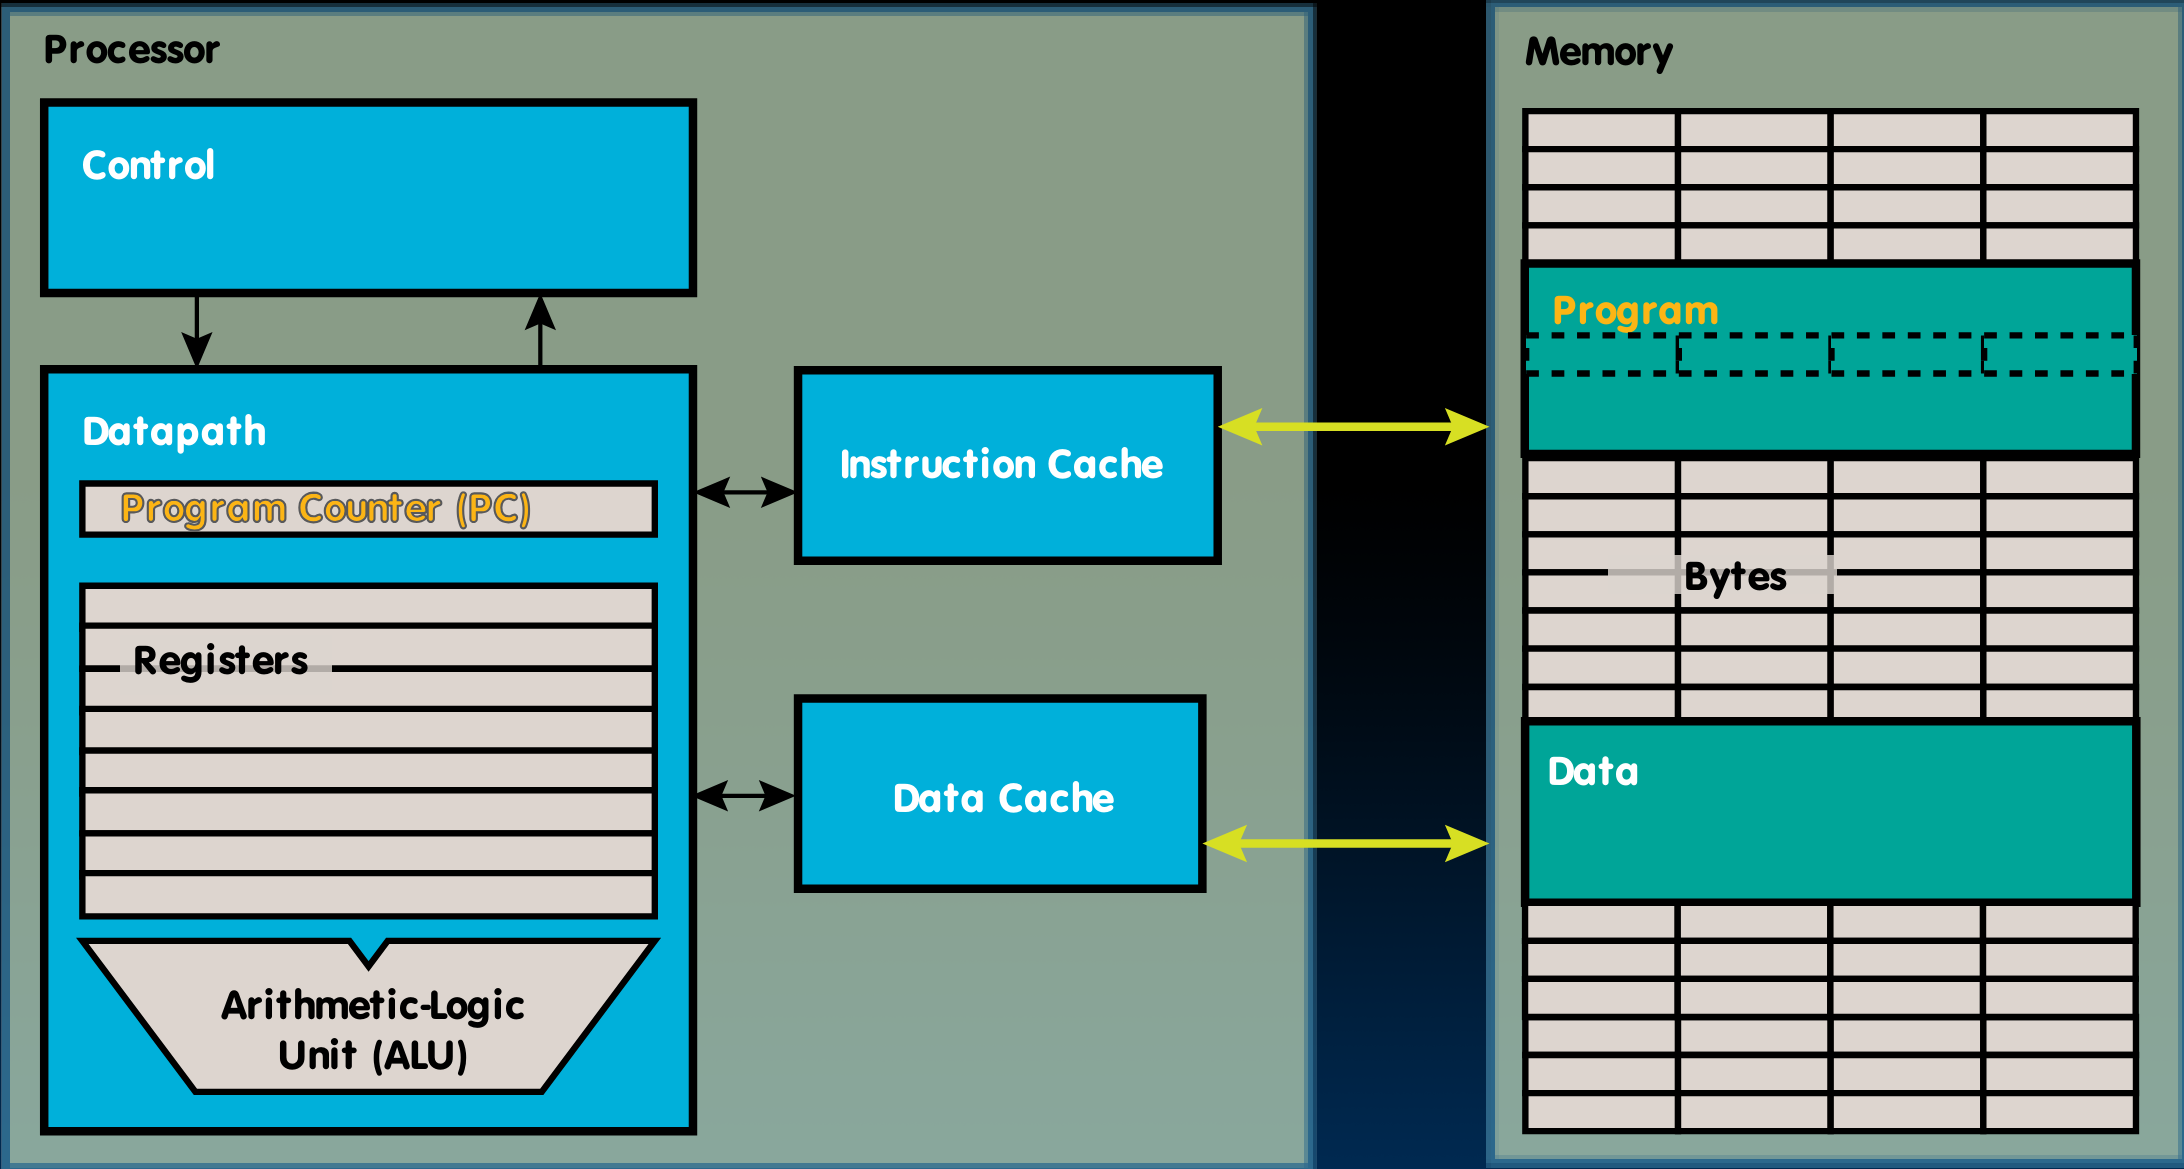 Processor
Control
Datapath
Program Counter (PC)
Registers
Arithmetic-Logic
Unit (ALU)
Instruction Cache
Data Cache
Memory
Program
Bytes
Data